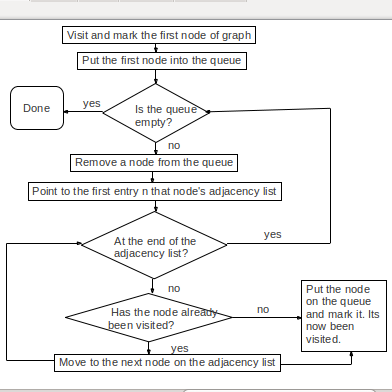 Visit and mark the first node of graph
Put the first node into the queue
Done
yes
Is the queue
empty?
no
Remove a node from the queue
Point to the first entry n that node's adjacency list
At the end of the
adjacency list?
yes
no
Has the node already
been visited?
no
Put the node
on the queue
and mark it. Its
now been
visited.
yes
Move to the next node on the adjacency list